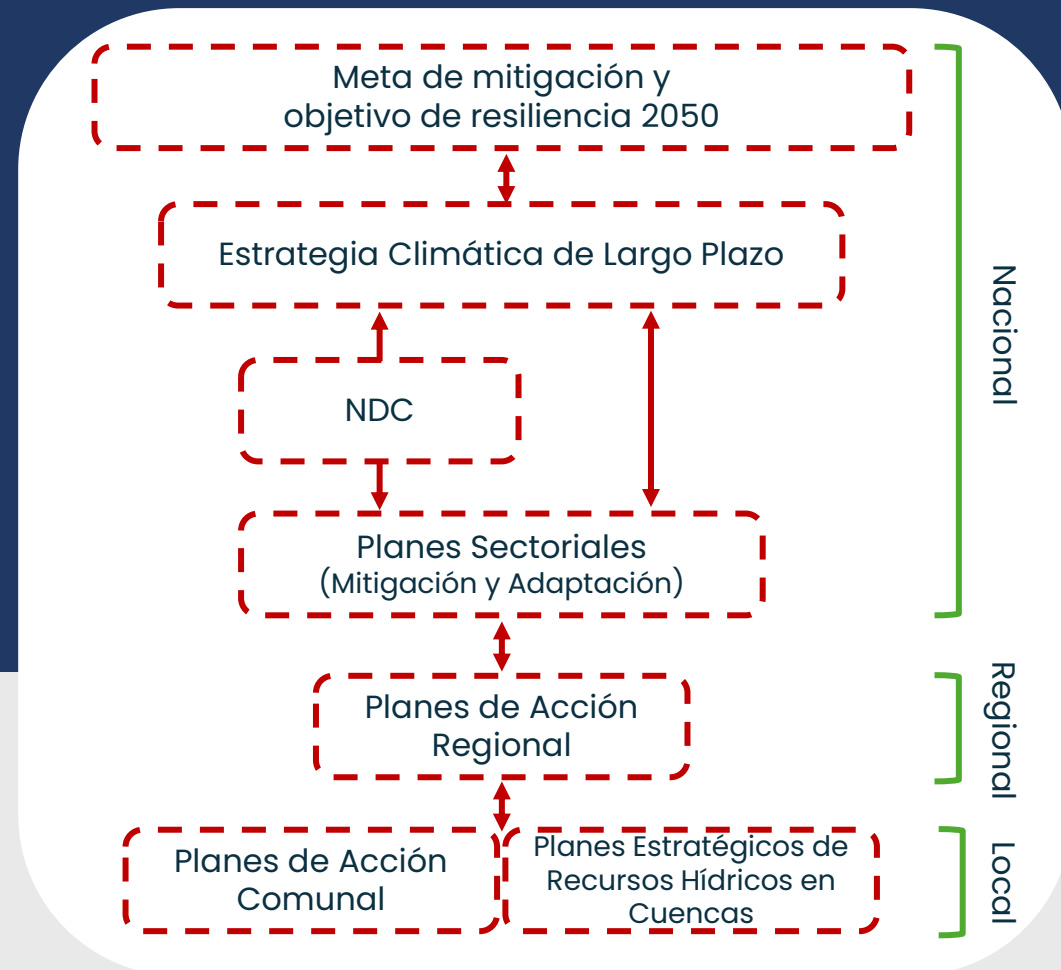 Meta de mitigación y
objetivo de resiliencia 2050
Estrategia Climática de Largo Plazo
NDC
Planes Sectoriales
(Mitigación y Adaptación)
Nacional
Planes de Acción
Regional
Regional
Planes de Acción
Comunal
Planes Estratégicos de
Recursos Hídricos en
Cuencas
Local